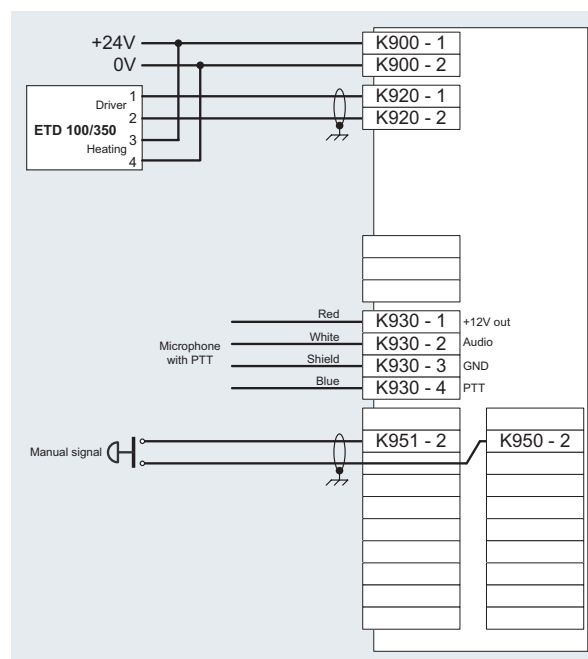 +24V
K900 - 1
0V
K900 - 2
Driver
1
K920 - 1
2
K920 - 2
ETD 100/350
3
Heating
4
Red
K930 - 1
+12V out
White
K930 - 2
Audio
Microphone
with PTT
Shield
K930 - 3
GND
Blue
K930 - 4
PTT
Manual signal
K951 - 2
K950 - 2